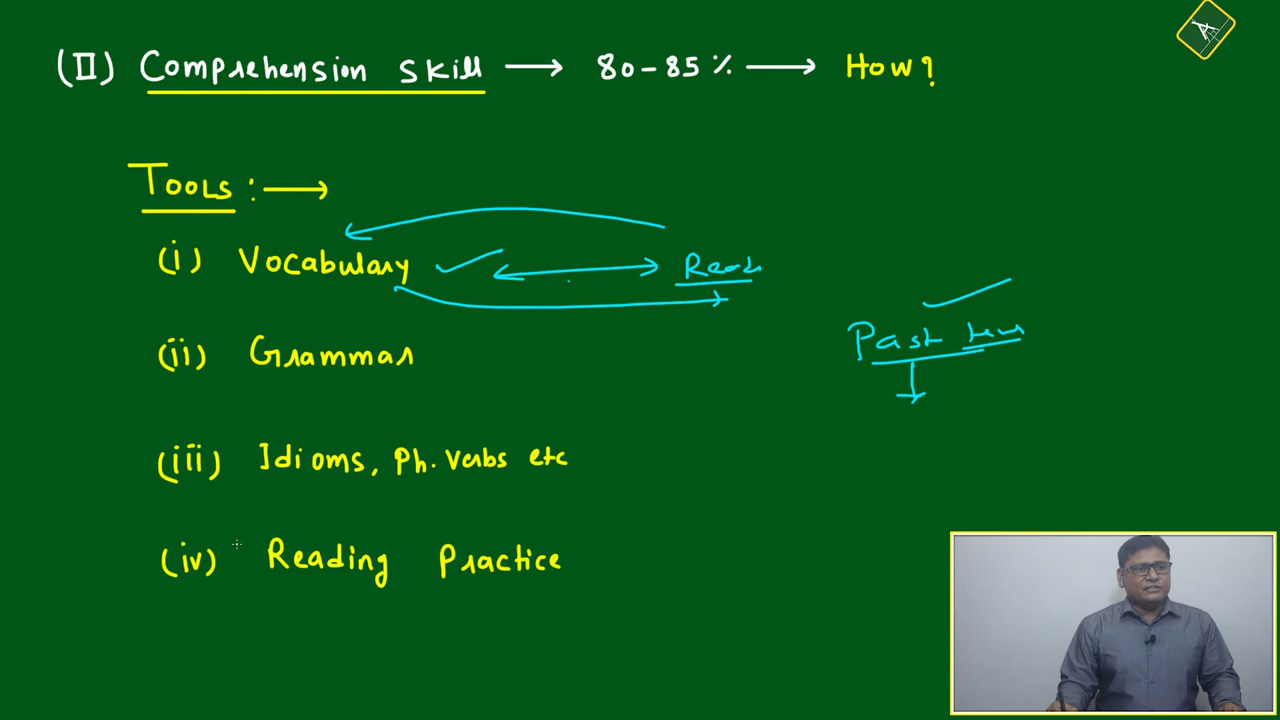 (II) Comprehension skill → 80-85 % → How?
Tools :→
(i) Vocabulary ✓ ↔ Read
(ii) Grammar
Past
(iii) Idioms, Ph. Verbs etc
(iv) Reading Practice